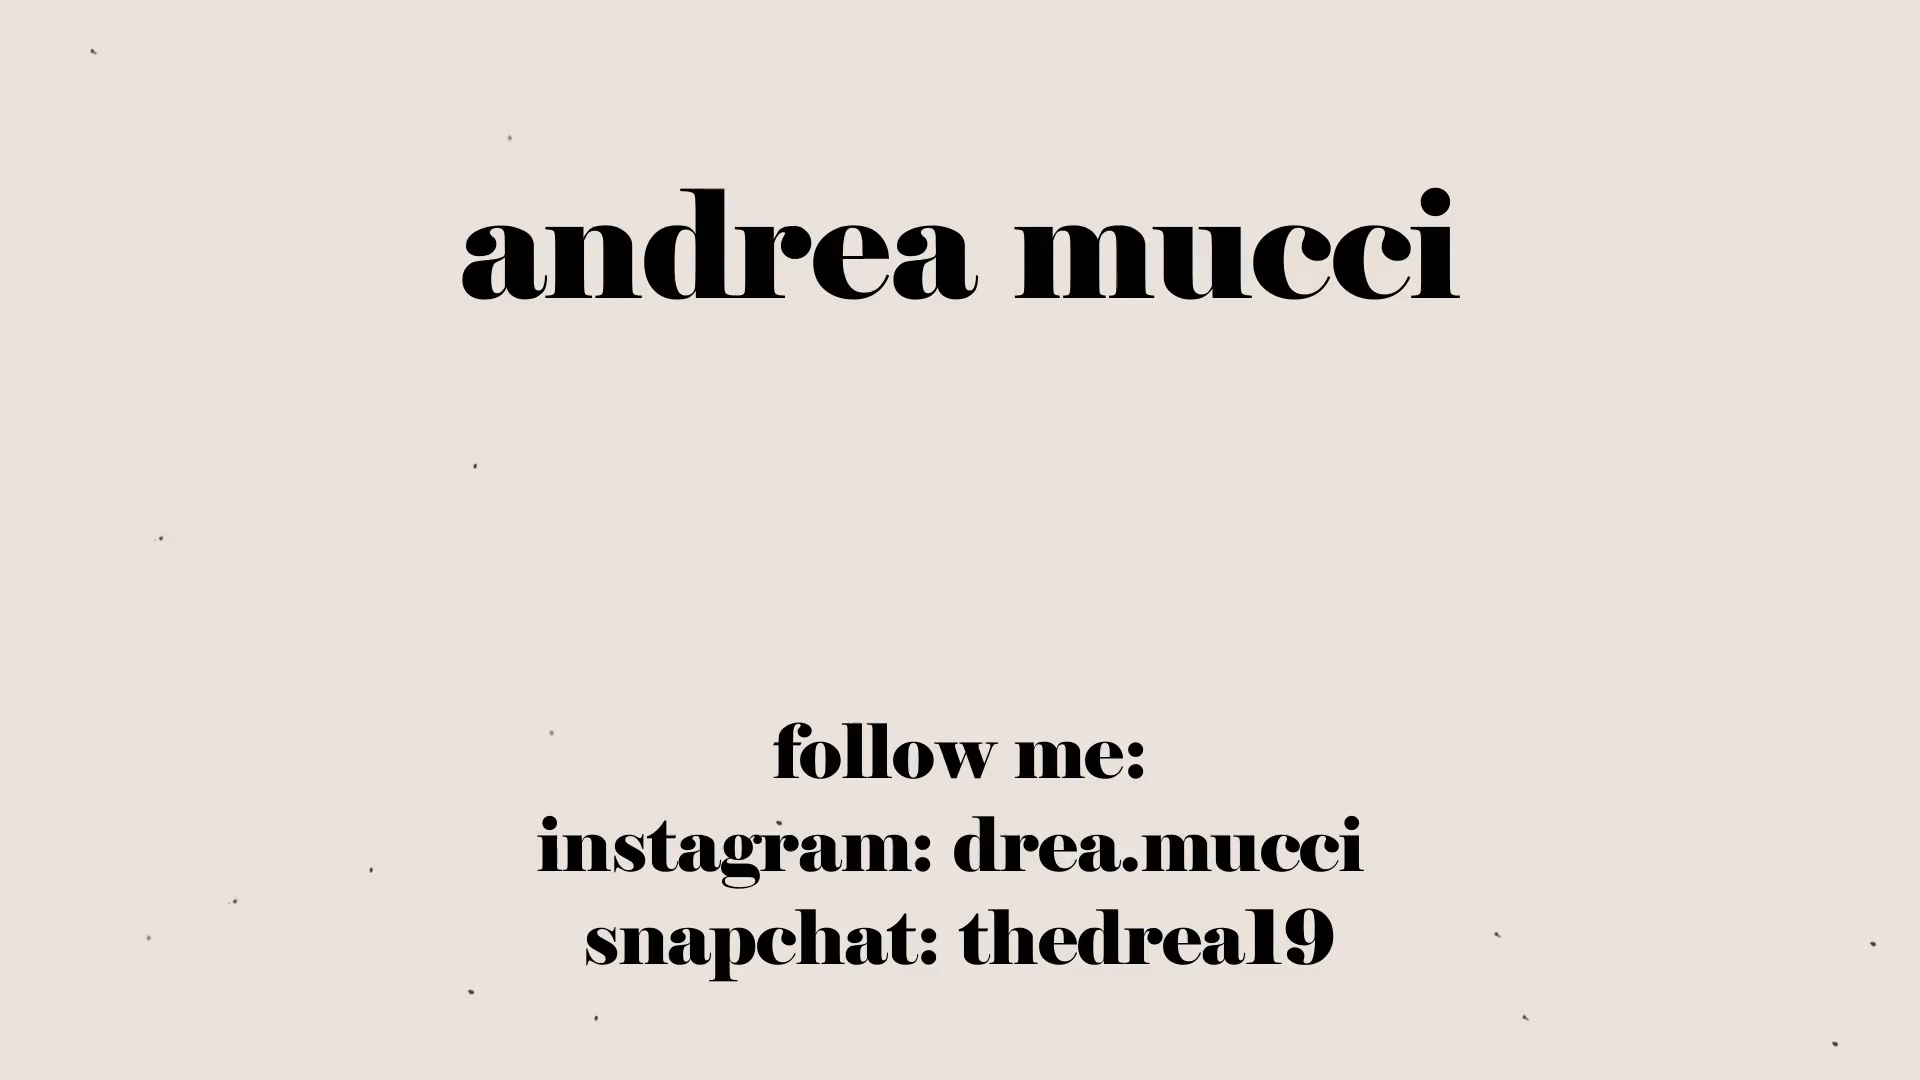 andrea mucci
follow me:
instagram: drea.mucci
snapchat: thedrea19